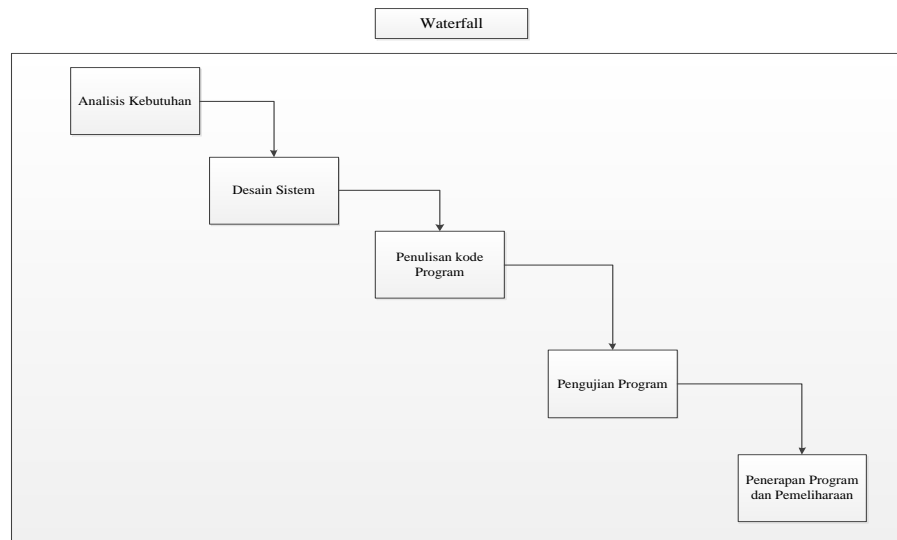 Waterfall
Analisis Kebutuhan
Desain Sistem
Penulisan kode
Program
Pengujian Program
Penerapan Program
dan Pemeliharaan